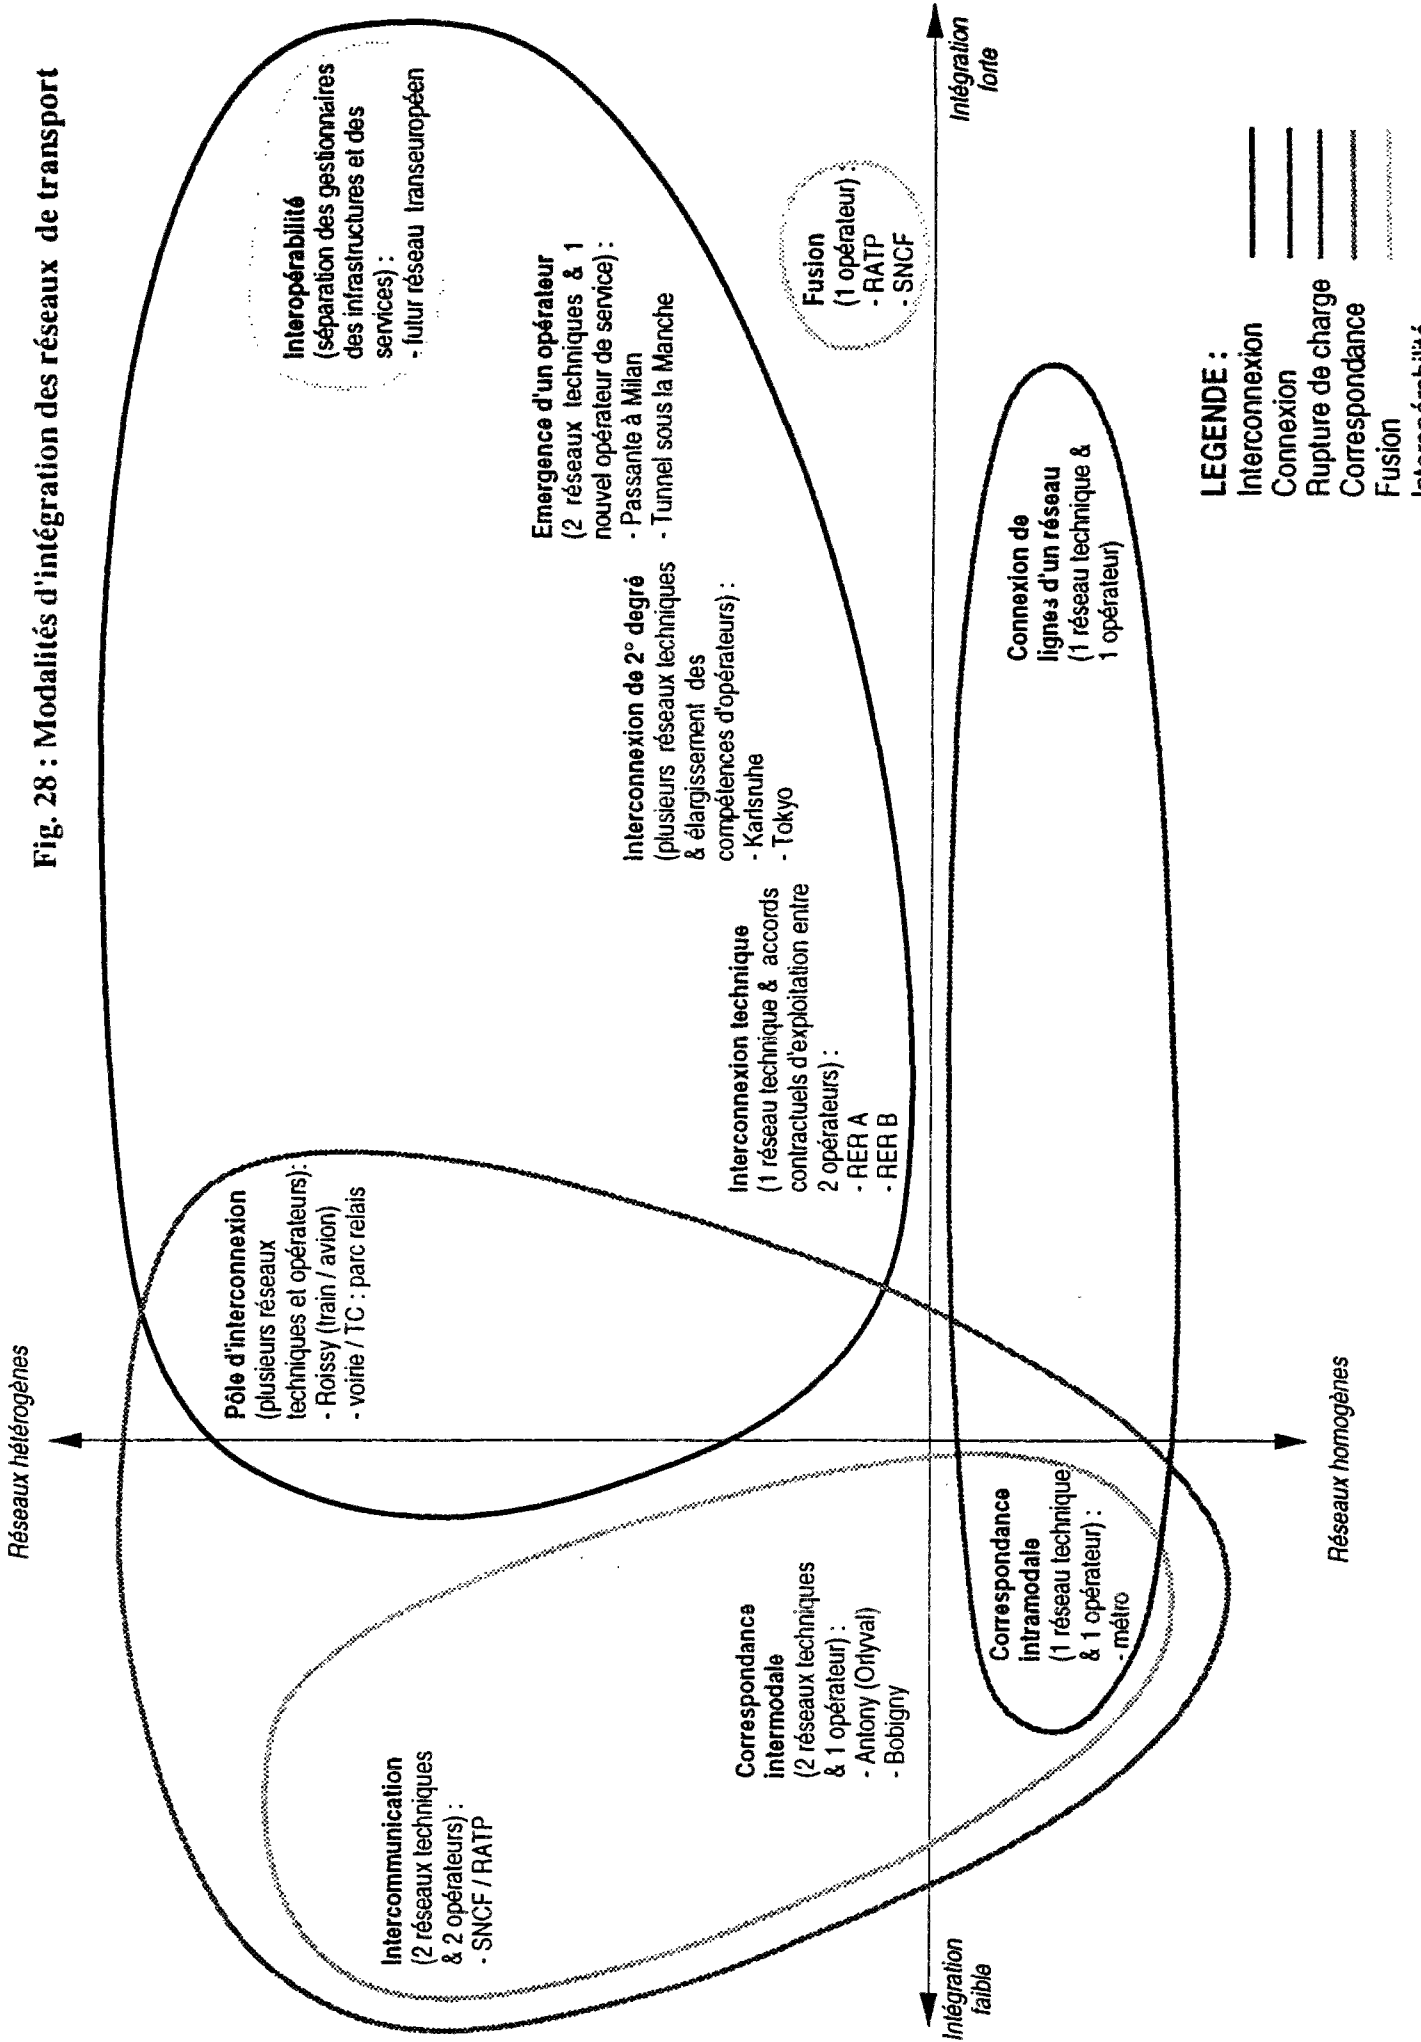 Fig. 28 : Modalités d'intégration des réseaux de transport
Réseaux hétérogènes
Intercommunication
(2 réseaux techniques
& 2 opérateurs) :
- SNCF / RATP
Pôle d'interconnexion
(plusieurs réseaux
techniques et opérateurs):
- Roissy (train / avion)
- voirie / TC : parc relais
Interopérabilité
(séparation des gestionnaires
des infrastructures et des
services) :
- futur réseau transeuropéen
Emergence d'un opérateur
(2 réseaux techniques & 1
nouvel opérateur de service) :
- Passante à Milan
- Tunnel sous la Manche
Interconnexion de 2° degré
(plusieurs réseaux techniques
& élargissement des
compétences d'opérateurs) :
- Karlsruhe
- Tokyo
Interconnexion technique
(1 réseau technique & accords
contractuels d'exploitation entre
2 opérateurs) :
- RER A
- RER B
Correspondance
intermodale
(2 réseaux techniques
& 1 opérateur) :
- Antony (Orlyval)
- Bobigny
Fusion
(1 opérateur) :
- RATP
- SNCF
Intégration
faible
Intégration
forte
Correspondance
intramodale
(1 réseau technique
& 1 opérateur) :
- métro
Connexion de
lignes d'un réseau
(1 réseau technique &
1 opérateur)
Réseaux homogènes
LEGENDE :
Interconnexion
Connexion
Rupture de charge
Correspondance
Fusion